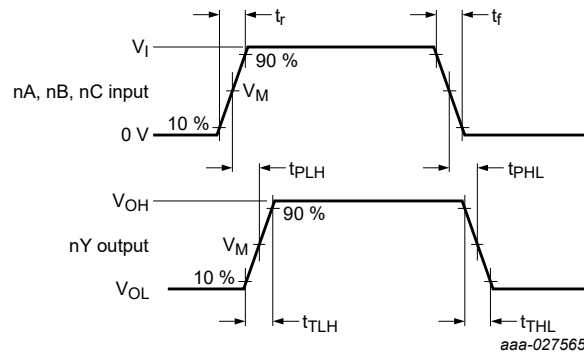 tr
tf
VI
90 %
nA, nB, nC input
VM
10 %
0 V
tPLH
tPHL
VOH
90 %
nY output
VM
10 %
VOL
tTLH
tTHL
aaa-027565